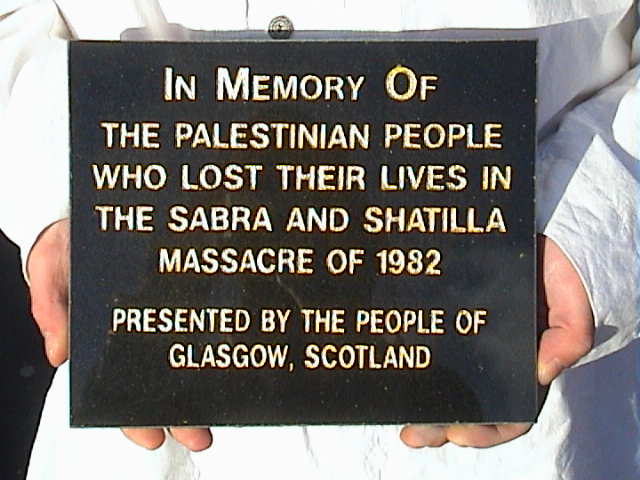 In Memory Of
THE PALESTINIAN PEOPLE
WHO LOST THEIR LIVES IN
THE SABRA AND SHATILLA
MASSACRE OF 1982
PRESENTED BY THE PEOPLE OF
GLASGOW, SCOTLAND